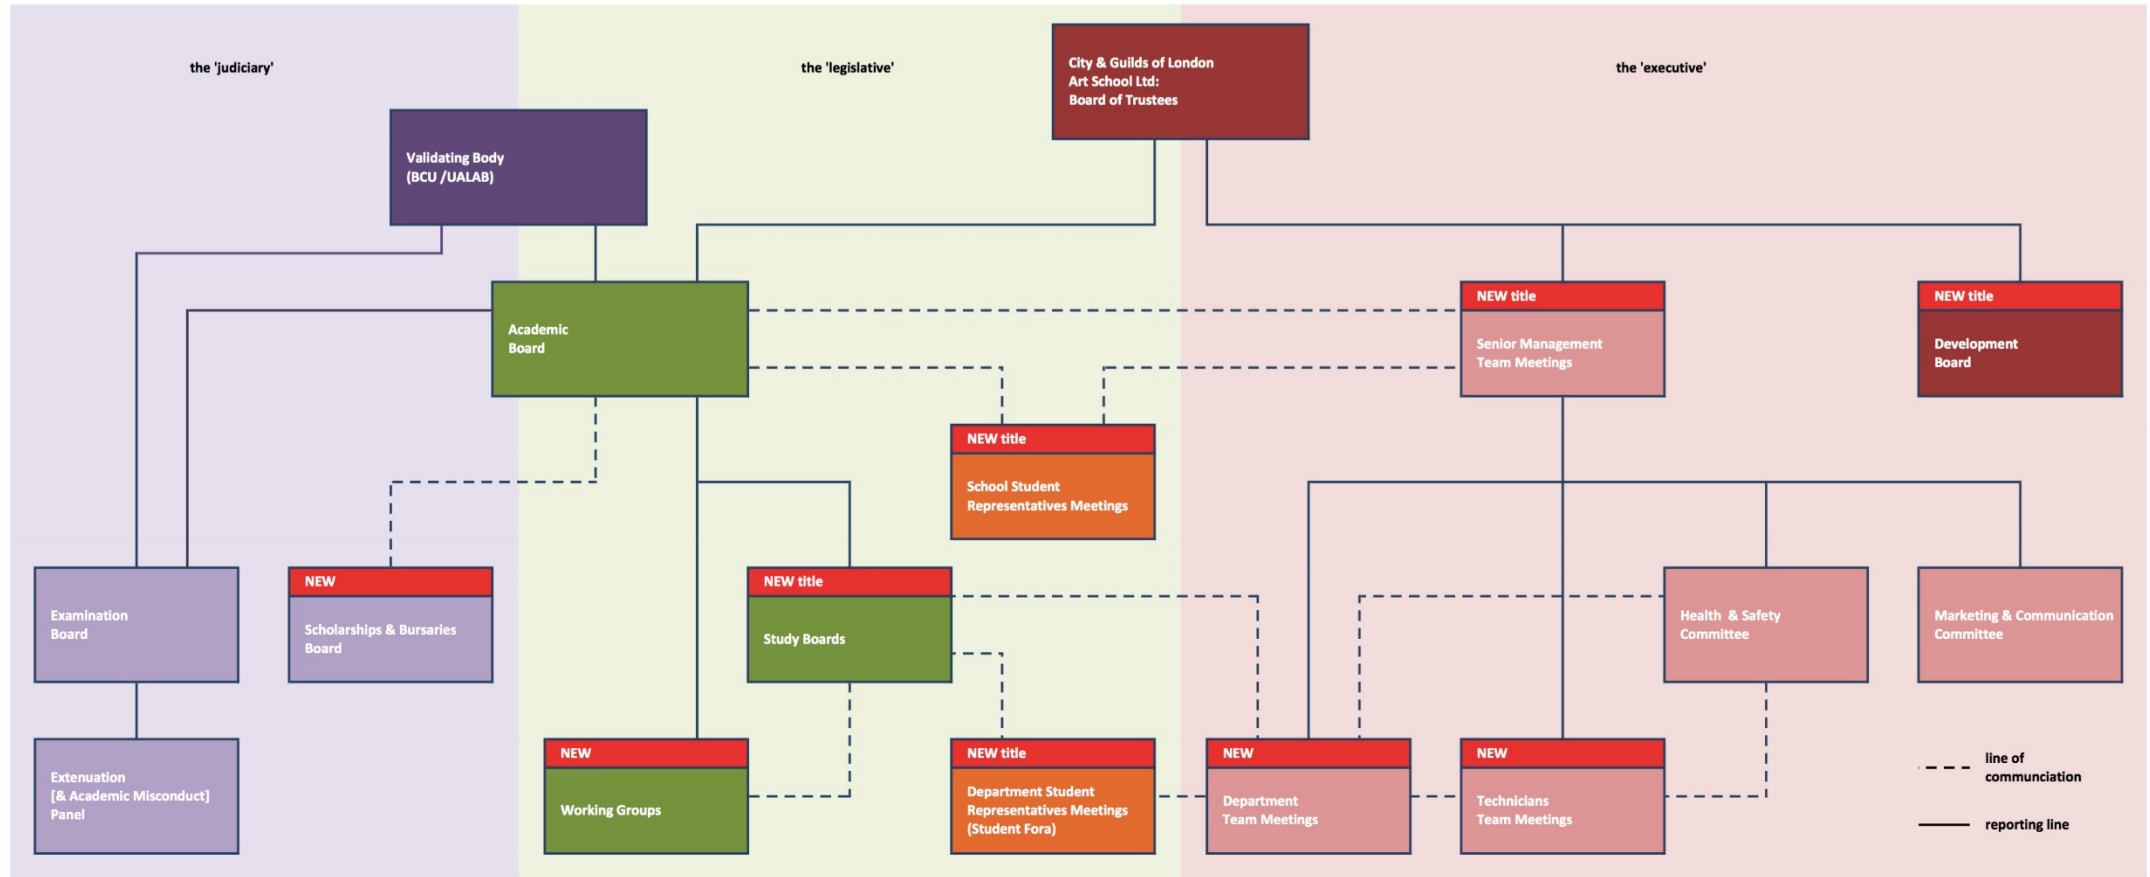 the 'judiciary'
the 'legislative'
the 'executive'
City & Guilds of London
Art School Ltd:
Board of Trustees
Validating Body
(BCU /UALAB)
Academic
Board
NEW title
Senior Management
Team Meetings
NEW title
Development
Board
NEW title
School Student
Representatives Meetings
Examination
Board
NEW
Scholarships & Bursaries
Board
NEW title
Study Boards
Health & Safety
Committee
Marketing & Communication
Committee
Extenuation
[& Academic Misconduct]
Panel
NEW
Working Groups
NEW title
Department Student
Representatives Meetings
(Student Fora)
NEW
Department
Team Meetings
NEW
Technicians
Team Meetings
line of
communciation
reporting line